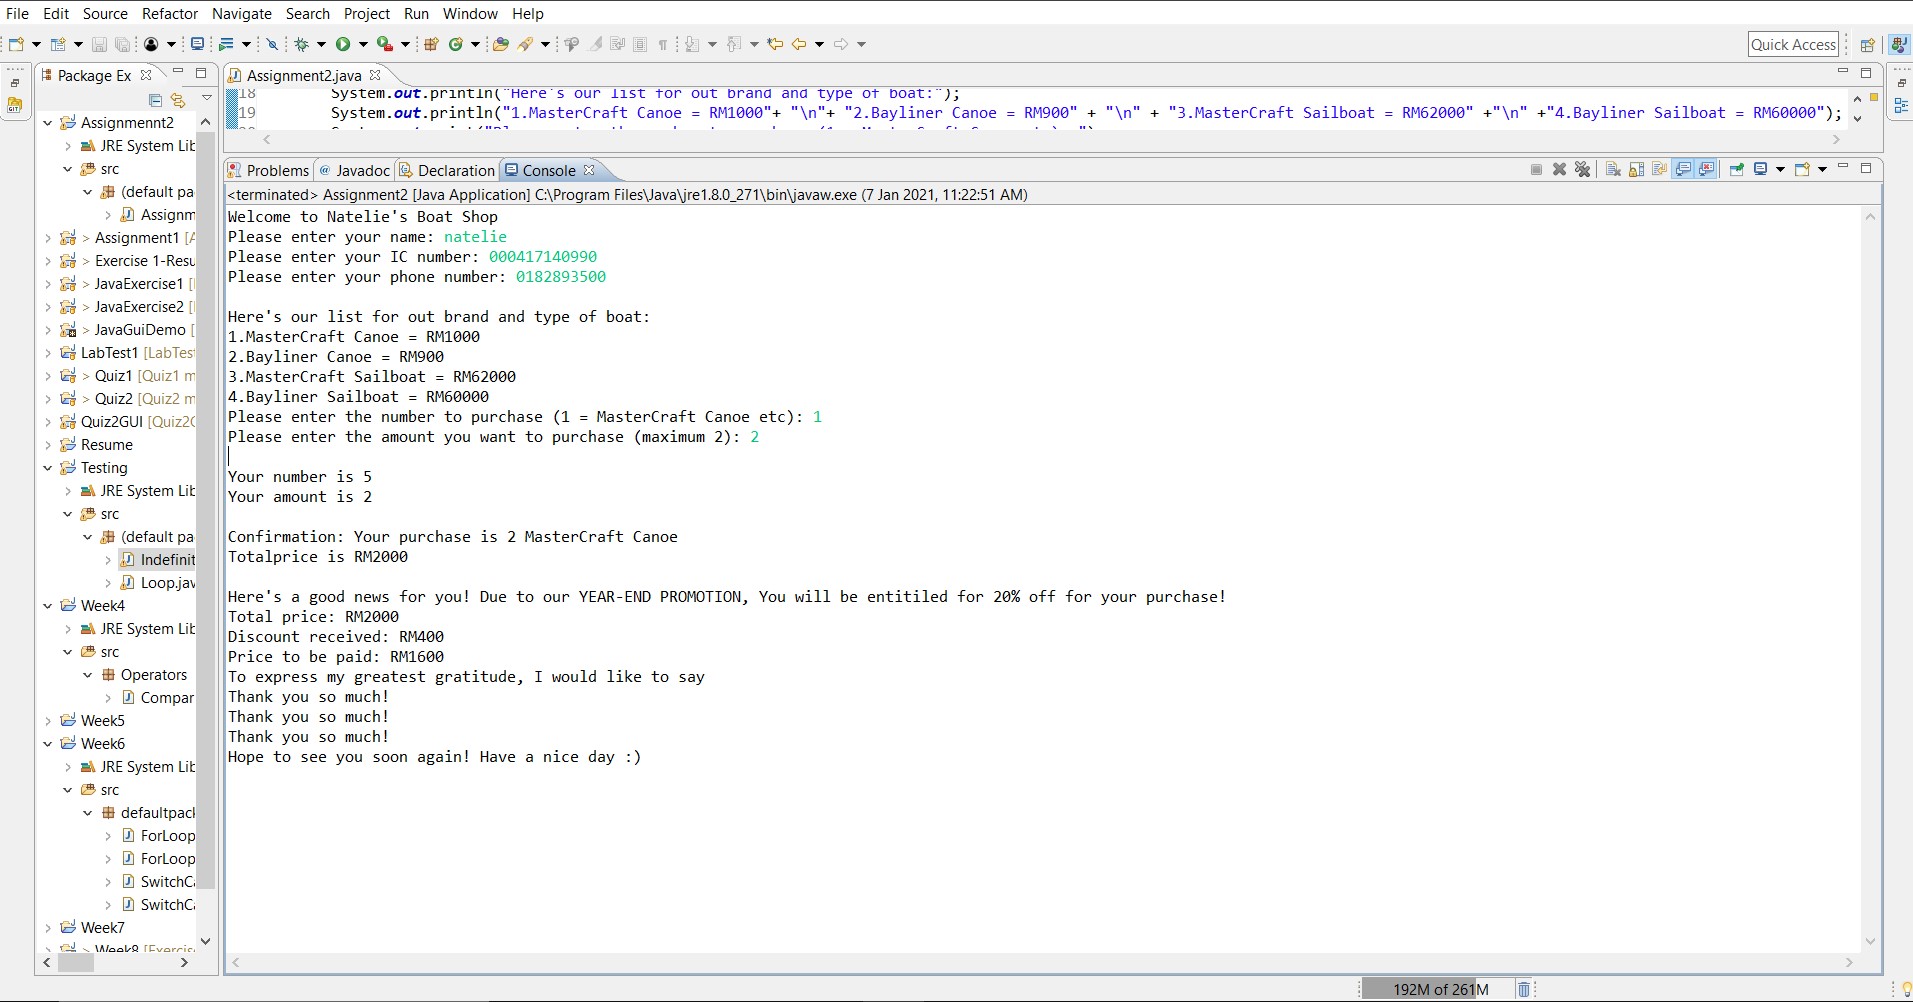 File Edit Source Refactor Navigate Search Project Run Window Help
Quick Access
Package Ex
Assignmennt2
JRE System Lib
src
(default pa
Assignm
> Assignment1 [A
> Exercise 1-Resu
> JavaExercise1 [
> JavaExercise2 [
> JavaGuiDemo [
LabTest1 [LabTest
> Quiz1 [Quiz1 m
> Quiz2 [Quiz2 m
Quiz2GUI [Quiz2G
Resume
Testing
JRE System Lib
src
(default pa
Indefinit
Loop.jav
Week4
JRE System Lib
src
Operators
Compar
Week5
Week6
JRE System Lib
src
defaultpack
ForLoop
ForLoop
SwitchCa
SwitchCa
Week7
> Week8 [Exercis
Assignment2.java
18 System.out.println("Here's our list for out brand and type of boat:");
19 System.out.println("1.MasterCraft Canoe = RM1000"+ "\n"+ "2.Bayliner Canoe = RM900" + "\n" + "3.MasterCraft Sailboat = RM62000" +"\n" +"4.Bayliner Sailboat = RM60000");
Problems @ Javadoc Declaration Console
<terminated> Assignment2 [Java Application] C:\Program Files\Java\jre1.8.0_271\bin\javaw.exe (7 Jan 2021, 11:22:51 AM)
Welcome to Natelie's Boat Shop
Please enter your name: natelie
Please enter your IC number: 000417140990
Please enter your phone number: 0182893500
Here's our list for out brand and type of boat:
1.MasterCraft Canoe = RM1000
2.Bayliner Canoe = RM900
3.MasterCraft Sailboat = RM62000
4.Bayliner Sailboat = RM60000
Please enter the number to purchase (1 = MasterCraft Canoe etc): 1
Please enter the amount you want to purchase (maximum 2): 2
Your number is 5
Your amount is 2
Confirmation: Your purchase is 2 MasterCraft Canoe
Totalprice is RM2000
Here's a good news for you! Due to our YEAR-END PROMOTION, You will be entitiled for 20% off for your purchase!
Total price: RM2000
Discount received: RM400
Price to be paid: RM1600
To express my greatest gratitude, I would like to say
Thank you so much!
Thank you so much!
Thank you so much!
Hope to see you soon again! Have a nice day :)
192M of 261M